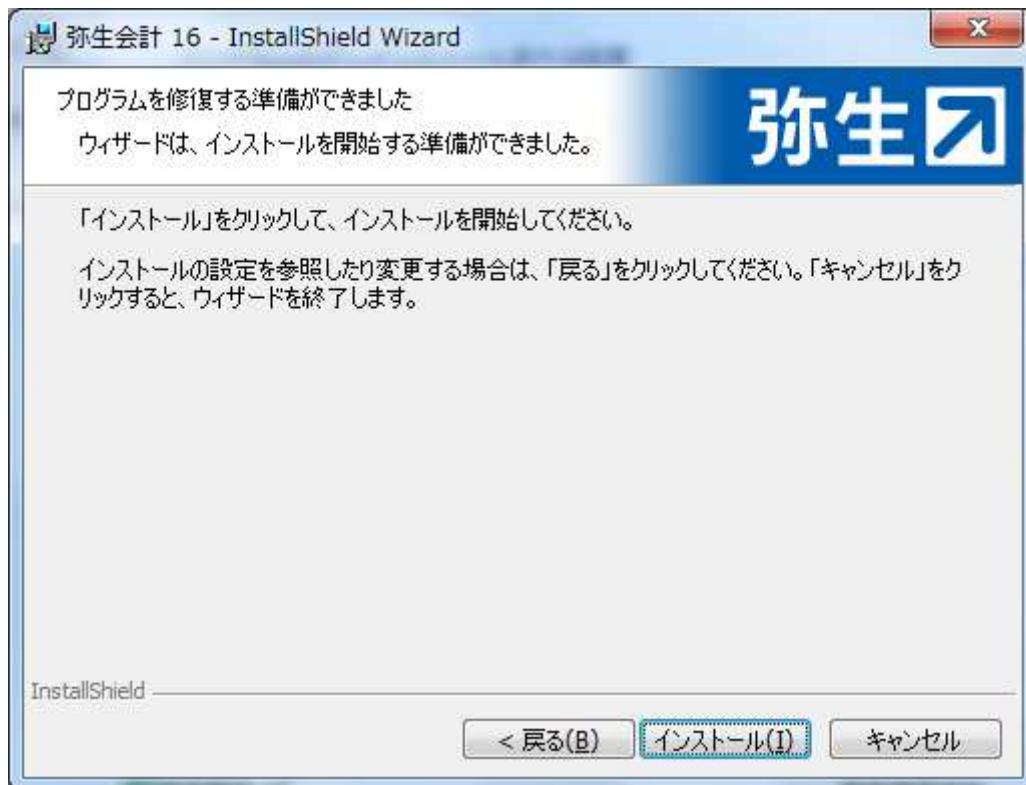 弥生会計 16 - InstallShield Wizard
プログラムを修復する準備ができました
ウィザードは、インストールを開始する準備ができました。
弥生
「インストール」をクリックして、インストールを開始してください。
インストールの設定を参照したり変更する場合は、「戻る」をクリックしてください。「キャンセル」をク
リックすると、ウィザードを終了します。
InstallShield
< 戻る(B)
インストール(I)
キャンセル